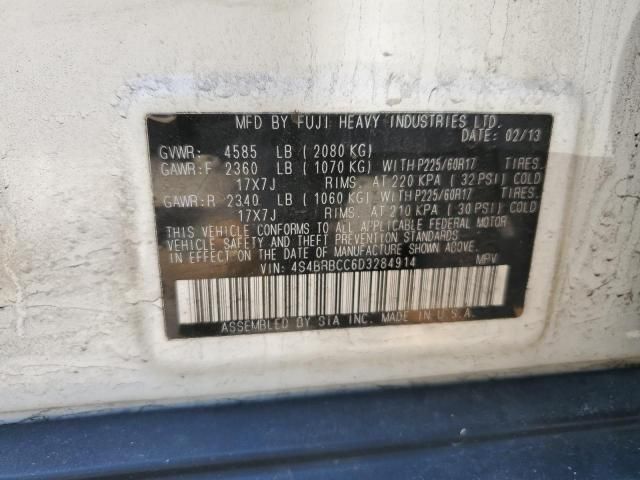 MFD BY FUJI HEAVY INDUSTRIES LTD.
DATE: 02/13
GVWR: 4585 LB ( 2080 KG)
GAWR:F 2360 LB ( 1070 KG) WITH P225/60R17 TIRES.
17X7J RIMS. AT 220 KPA ( 32 PSI) COLD
GAWR:R 2340 LB ( 1060 KG) WITH P225/60R17 TIRES.
17X7J RIMS. AT 210 KPA ( 30 PSI) COLD
THIS VEHICLE CONFORMS TO ALL APPLICABLE FEDERAL MOTOR
VEHICLE SAFETY AND THEFT PREVENTION STANDARDS
IN EFFECT ON THE DATE OF MANUFACTURE SHOWN ABOVE.
VIN: 4S4BRBCC6D3284914 MPV
ASSEMBLED BY SIA INC. MADE IN U.S.A.